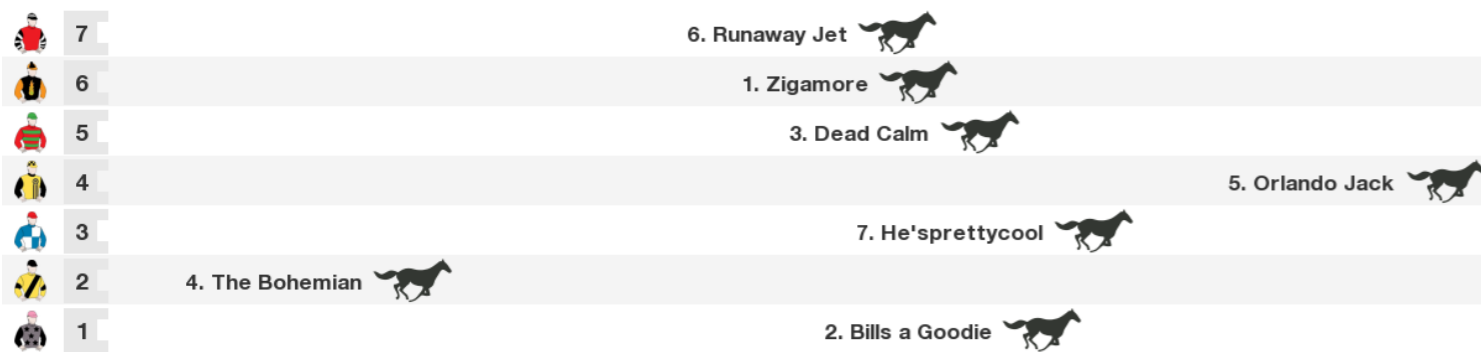 7 6. Runaway Jet
6 1. Zigamore
5 3. Dead Calm
4 5. Orlando Jack
3 7. He'sprettycool
2 4. The Bohemian
1 2. Bills a Goodie